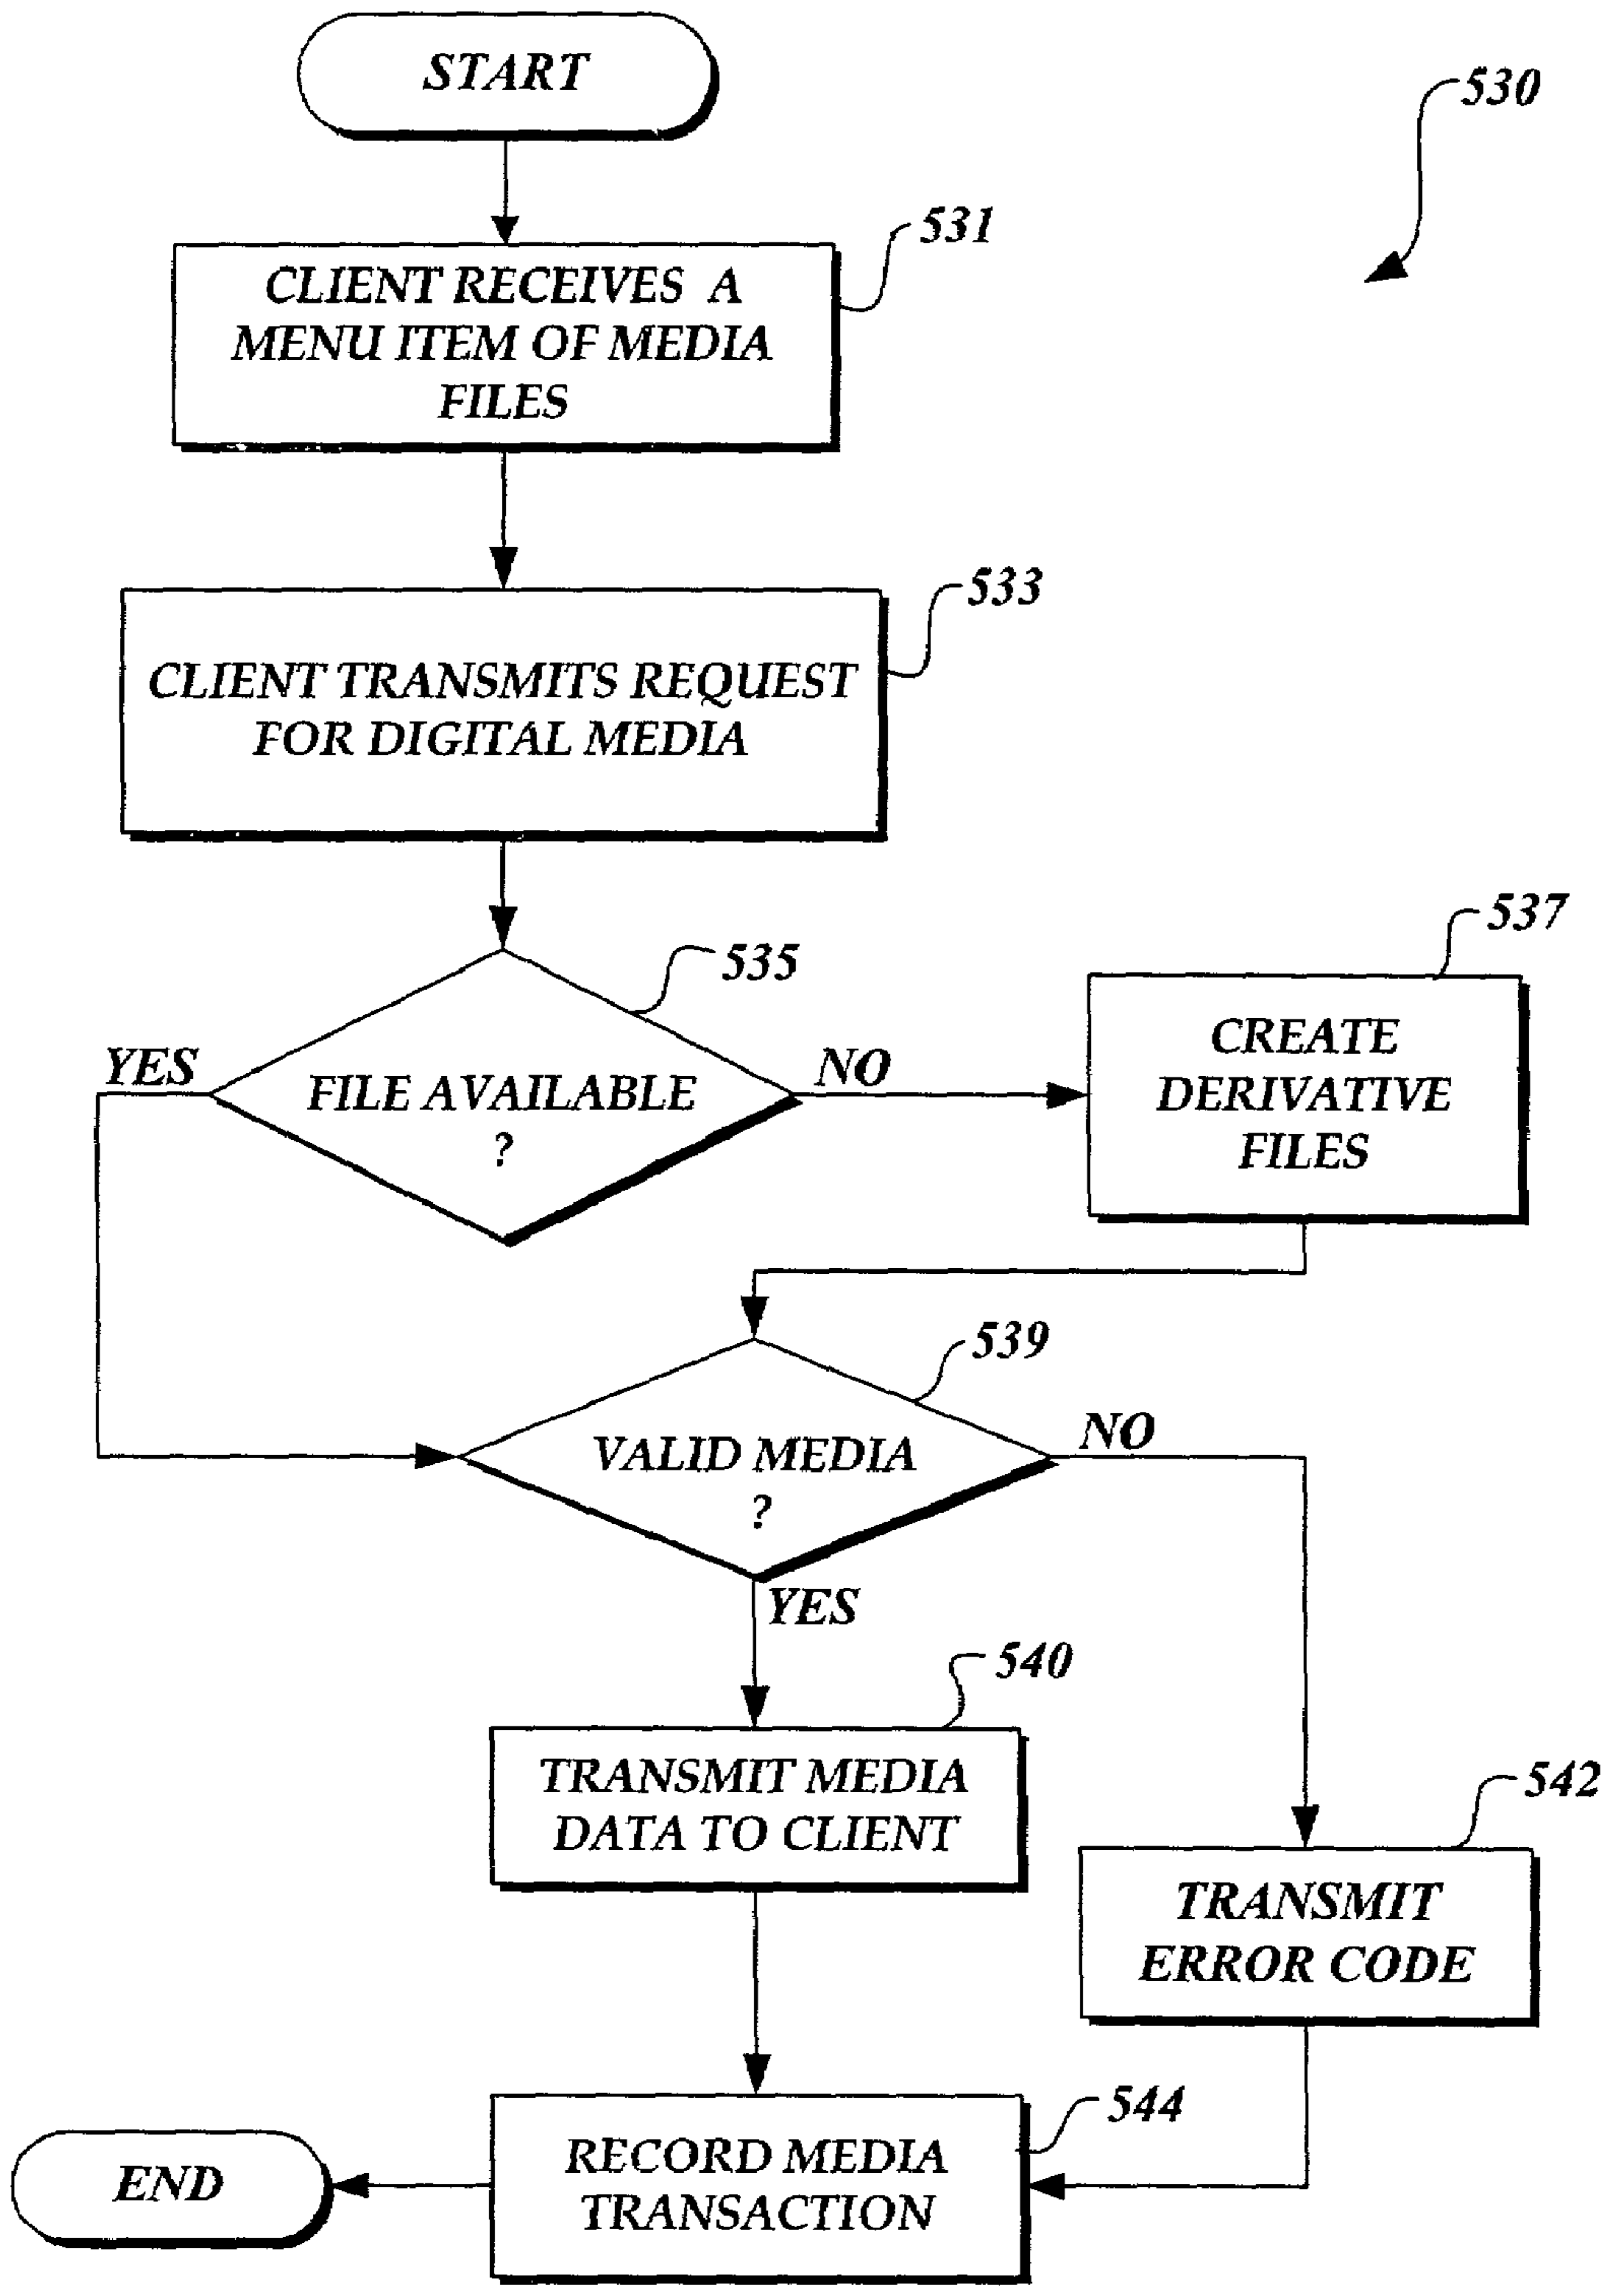 START
530
531
CLIENT RECEIVES A
MENU ITEM OF MEDIA
FILES
533
CLIENT TRANSMITS REQUEST
FOR DIGITAL MEDIA
535
537
YES
FILE AVAILABLE
?
NO
CREATE
DERIVATIVE
FILES
539
VALID MEDIA
?
NO
YES
540
TRANSMIT MEDIA
DATA TO CLIENT
542
TRANSMIT
ERROR CODE
544
RECORD MEDIA
TRANSACTION
END